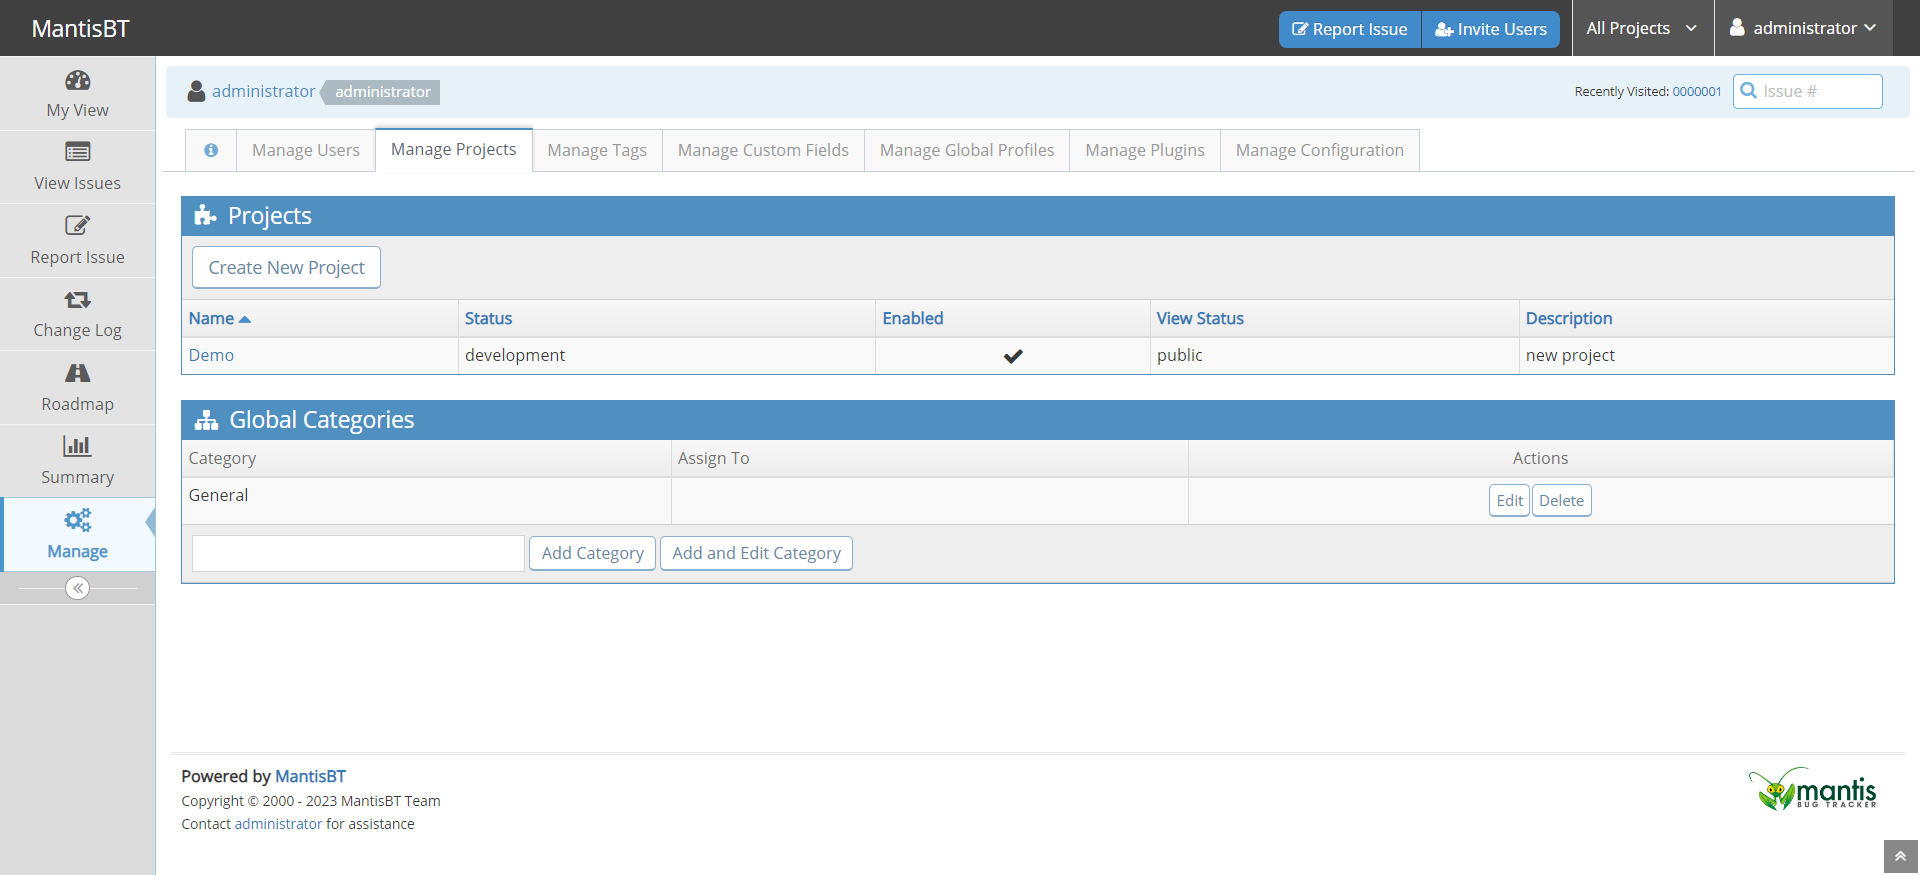 MantisBT
Report Issue
Invite Users
All Projects
administrator
My View
View Issues
Report Issue
Change Log
Roadmap
Summary
Manage
administrator
administrator
Recently Visited: 0000001
Issue #
Manage Users
Manage Projects
Manage Tags
Manage Custom Fields
Manage Global Profiles
Manage Plugins
Manage Configuration
Projects
Create New Project
Name Status Enabled View Status Description
Demo development public new project
Global Categories
Category Assign To Actions
General Edit Delete
Add Category Add and Edit Category
Powered by MantisBT
Copyright © 2000 - 2023 MantisBT Team
Contact administrator for assistance
mantis
BUG TRACKER